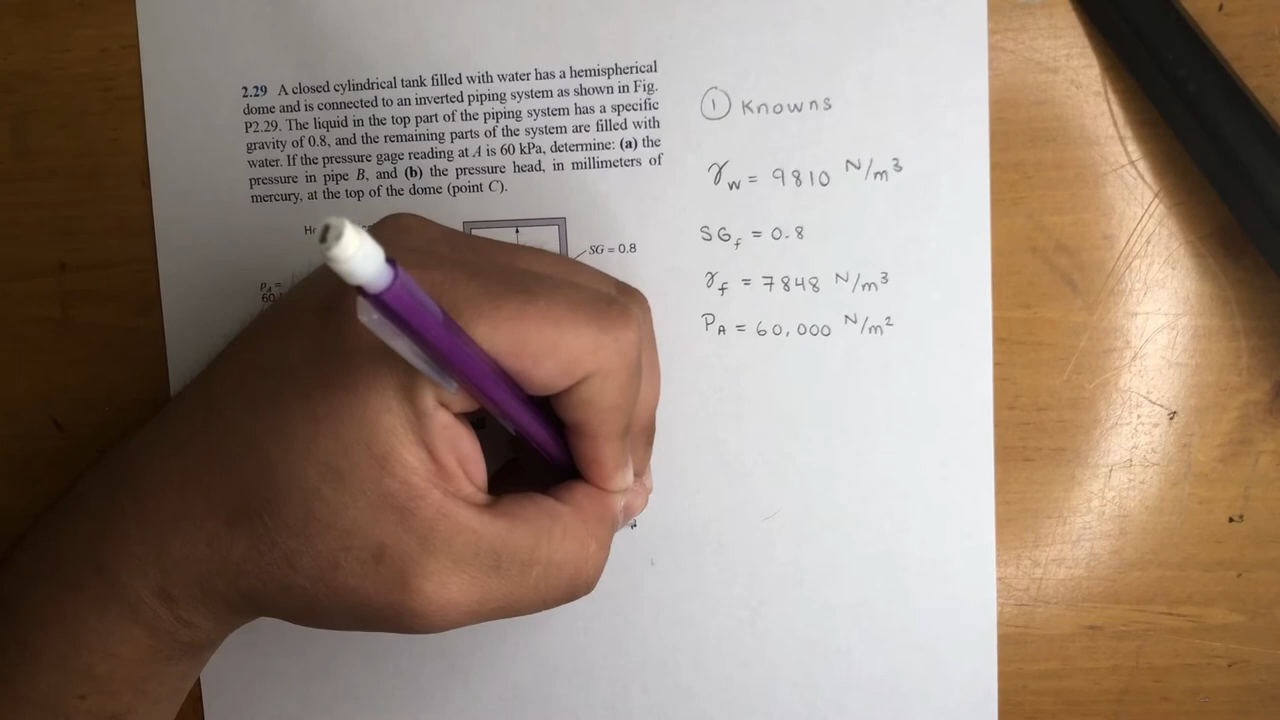 2.29 A closed cylindrical tank filled with water has a hemispherical
dome and is connected to an inverted piping system as shown in Fig.
P2.29. The liquid in the top part of the piping system has a specific
gravity of 0.8, and the remaining parts of the system are filled with
water. If the pressure gage reading at A is 60 kPa, determine: (a) the
pressure in pipe B, and (b) the pressure head, in millimeters of
mercury, at the top of the dome (point C).
SG = 0.8
pA =
60
① Knowns
γw = 9810 N/m³
SGf = 0.8
γf = 7848 N/m³
PA = 60,000 N/m²